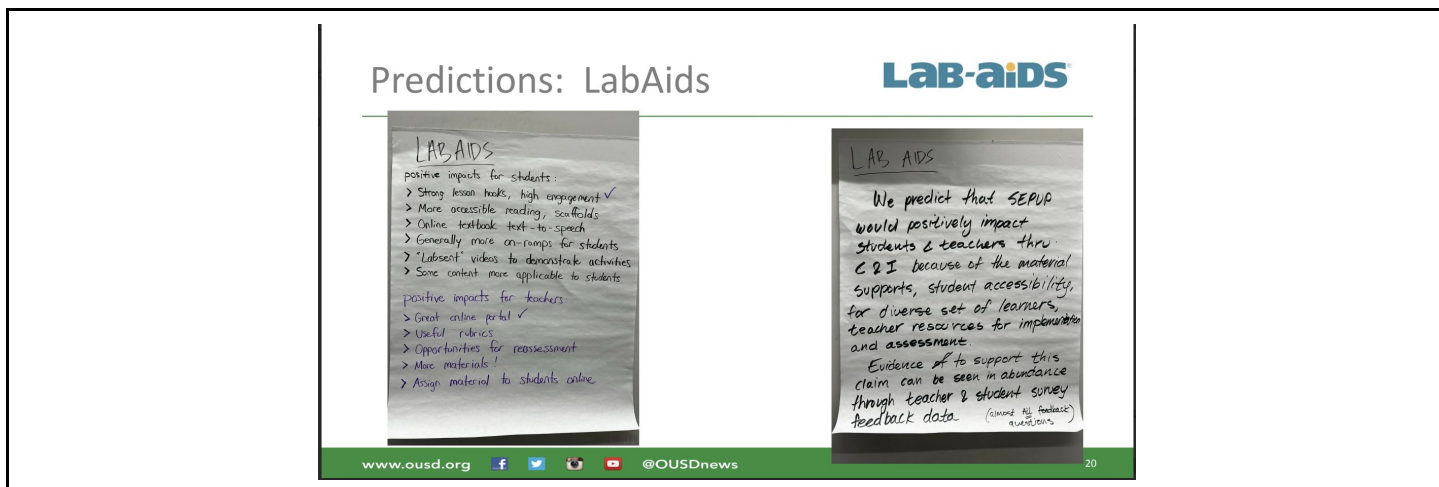 Predictions: LabAids
LAB-AIDS
LAB AIDS
positive impacts for students:
> Strong lesson hooks, high engagement ✓
> More accessible reading, scaffolds
> Online textbook text-to-speech
> Generally more on-ramps for students
> "Labsent" videos to demonstrate activities
> Some content more applicable to students
positive impacts for teachers:
> Great online portal ✓
> Useful rubrics
> Opportunities for reassessment
> More materials!
> Assign material to students online
LAB AIDS
We predict that SEPUP
would positively impact
students & teachers thru
C & I because of the material
supports, student accessibility,
for diverse set of learners,
teacher resources for implementation
and assessment.
Evidence of to support this
claim can be seen in abundance
through teacher & student survey
feedback data (almost ALL feedback)
questions
www.ousd.org @OUSDnews 20